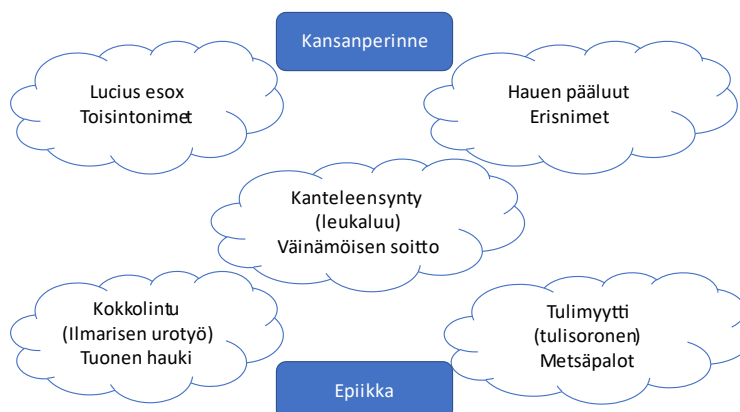 Kansanperinne
Lucius esox
Toisintonimet
Hauen pääluut
Erisnimet
Kanteleensynty
(leukaluu)
Väinämöisen soitto
Kokkolintu
(Ilmarisen urotyö)
Tuonen hauki
Tulimyytti
(tulisoronen)
Metsäpalot
Epiikka